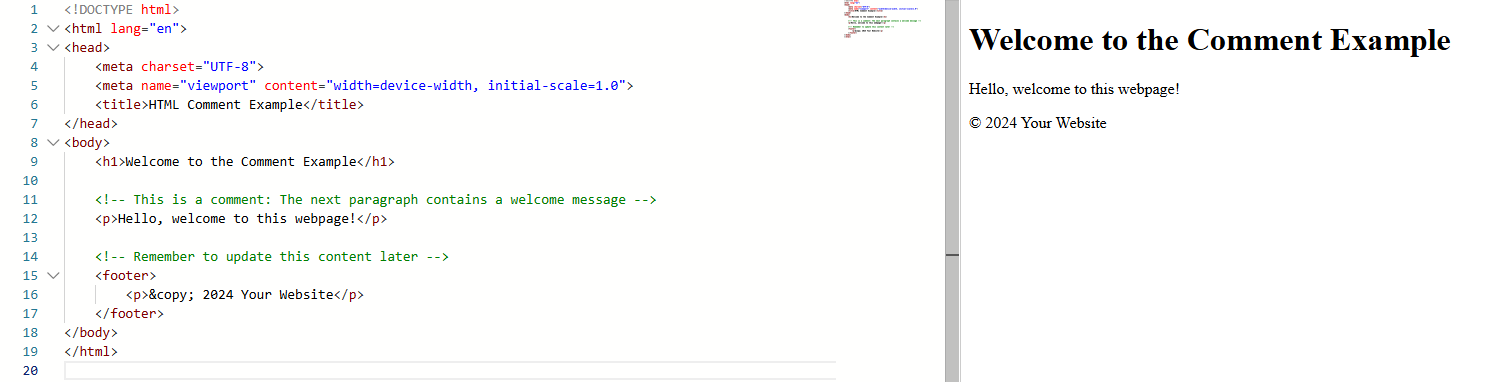 1 <!DOCTYPE html>
2 <html lang="en">
3 <head>
4     <meta charset="UTF-8">
5     <meta name="viewport" content="width=device-width, initial-scale=1.0">
6     <title>HTML Comment Example</title>
7 </head>
8 <body>
9     <h1>Welcome to the Comment Example</h1>
10
11     <!-- This is a comment: The next paragraph contains a welcome message -->
12     <p>Hello, welcome to this webpage!</p>
13
14     <!-- Remember to update this content later -->
15     <footer>
16         <p>&copy; 2024 Your Website</p>
17     </footer>
18 </body>
19 </html>
20
Welcome to the Comment Example
Hello, welcome to this webpage!
© 2024 Your Website